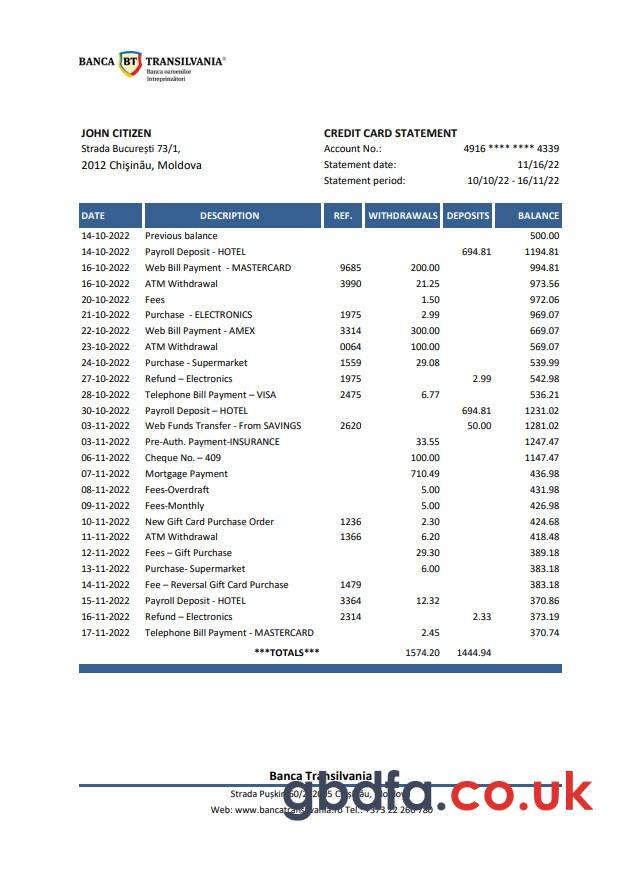 BANCA BT TRANSILVANIA®
Banca oamenilor
întreprinzători
JOHN CITIZEN
Strada București 73/1,
2012 Chişinău, Moldova
CREDIT CARD STATEMENT
Account No.: 4916 **** **** 4339
Statement date: 11/16/22
Statement period: 10/10/22 - 16/11/22
DATE DESCRIPTION REF. WITHDRAWALS DEPOSITS BALANCE
14-10-2022 Previous balance 500.00
14-10-2022 Payroll Deposit - HOTEL 694.81 1194.81
16-10-2022 Web Bill Payment - MASTERCARD 9685 200.00 994.81
16-10-2022 ATM Withdrawal 3990 21.25 973.56
20-10-2022 Fees 1.50 972.06
21-10-2022 Purchase - ELECTRONICS 1975 2.99 969.07
22-10-2022 Web Bill Payment - AMEX 3314 300.00 669.07
23-10-2022 ATM Withdrawal 0064 100.00 569.07
24-10-2022 Purchase - Supermarket 1559 29.08 539.99
27-10-2022 Refund – Electronics 1975 2.99 542.98
28-10-2022 Telephone Bill Payment – VISA 2475 6.77 536.21
30-10-2022 Payroll Deposit – HOTEL 694.81 1231.02
03-11-2022 Web Funds Transfer - From SAVINGS 2620 50.00 1281.02
03-11-2022 Pre-Auth. Payment-INSURANCE 33.55 1247.47
06-11-2022 Cheque No. – 409 100.00 1147.47
07-11-2022 Mortgage Payment 710.49 436.98
08-11-2022 Fees-Overdraft 5.00 431.98
09-11-2022 Fees-Monthly 5.00 426.98
10-11-2022 New Gift Card Purchase Order 1236 2.30 424.68
11-11-2022 ATM Withdrawal 1366 6.20 418.48
12-11-2022 Fees – Gift Purchase 29.30 389.18
13-11-2022 Purchase- Supermarket 6.00 383.18
14-11-2022 Fee – Reversal Gift Card Purchase 1479 383.18
15-11-2022 Payroll Deposit - HOTEL 3364 12.32 370.86
16-11-2022 Refund – Electronics 2314 2.33 373.19
17-11-2022 Telephone Bill Payment - MASTERCARD 2.45 370.74
***TOTALS*** 1574.20 1444.94
Banca Transilvania
gbdfa.co.uk
Strada Pușkin
Web: Tel.: +373 22 260 780